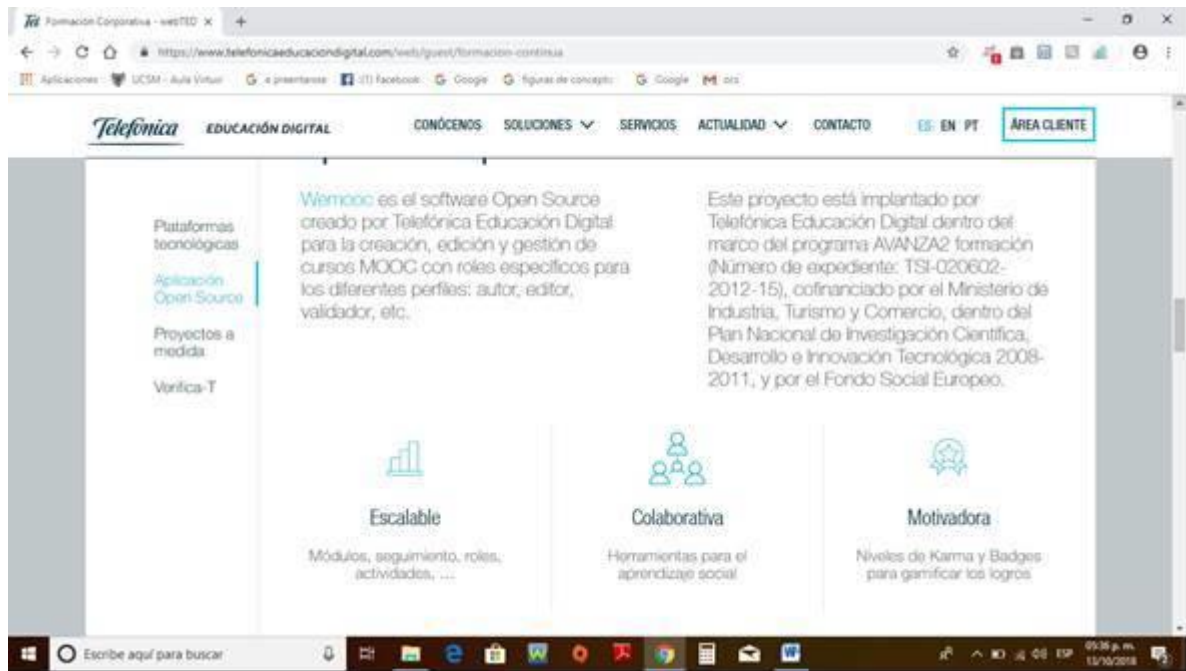 Formación Corporativa - webTED
https://www.telefonicaeducaciondigital.com/web/guest/formacion-continua
Aplicaciones UCSM - Aula Virtual (1) Facebook Google figuras de concepto Google
Telefónica EDUCACIÓN DIGITAL CONÓCENOS SOLUCIONES SERVICIOS ACTUALIDAD CONTACTO ES EN PT ÁREA CLIENTE
Plataformas
tecnológicas
Aplicación
Open Source
Proyectos a
medida
Verifica-T
Wemooc es el software Open Source
creado por Telefónica Educación Digital
para la creación, edición y gestión de
cursos MOOC con roles específicos para
los diferentes perfiles: autor, editor,
validador, etc.
Este proyecto está implantado por
Telefónica Educación Digital dentro del
marco del programa AVANZA2 formación
(Número de expediente: TSI-020602-
2012-15), cofinanciado por el Ministerio de
Industria, Turismo y Comercio, dentro del
Plan Nacional de Investigación Científica,
Desarrollo e Innovación Tecnológica 2008-
2011, y por el Fondo Social Europeo.
Escalable
Módulos, seguimiento, roles,
actividades, ...
Colaborativa
Herramientas para el
aprendizaje social
Motivadora
Niveles de Karma y Badges
para gamificar los logros
Escribe aquí para buscar
ESP
05:36 p. m.
13/10/2018